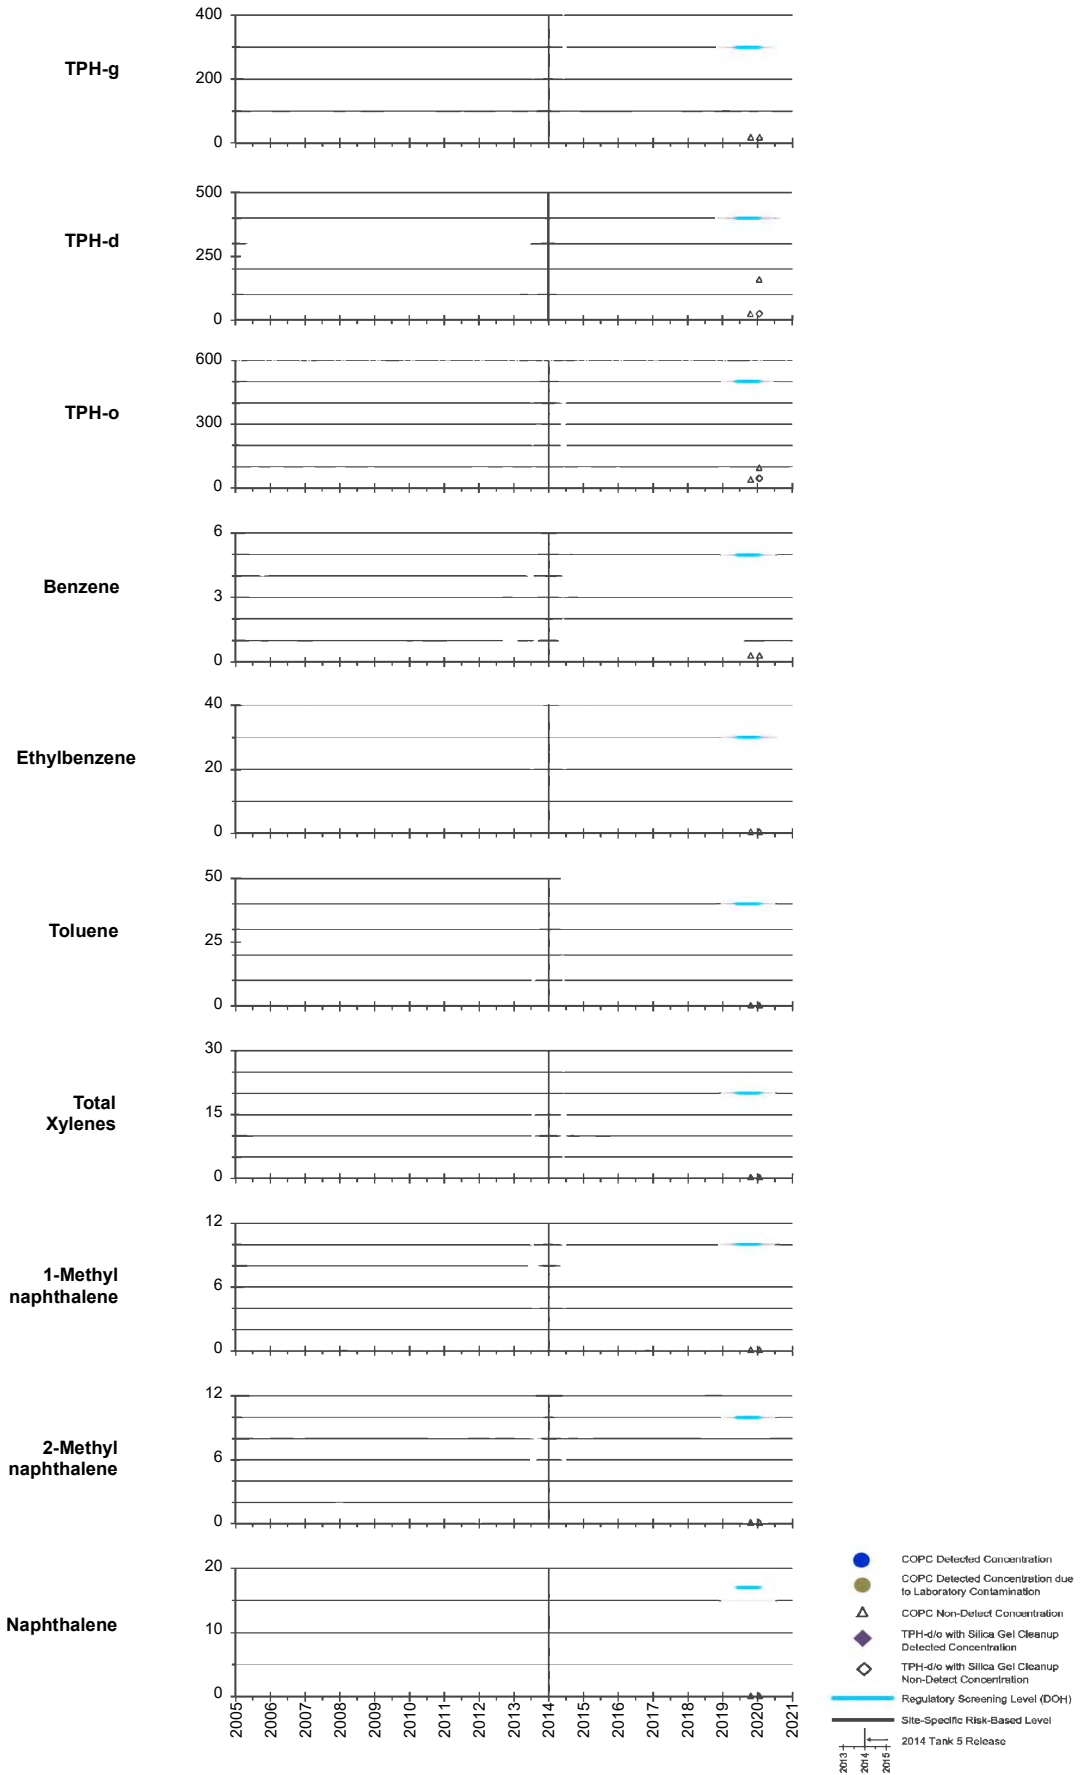 TPH-g
400
200
0
TPH-d
500
250
0
TPH-o
600
300
0
Benzene
6
3
0
Ethylbenzene
40
20
0
Toluene
50
25
0
Total
Xylenes
30
15
0
1-Methyl
naphthalene
12
6
0
2-Methyl
naphthalene
12
6
0
Naphthalene
20
10
0
2005 2006 2007 2008 2009 2010 2011 2012 2013 2014 2015 2016 2017 2018 2019 2020 2021
COPC Detected Concentration
COPC Detected Concentration due
to Laboratory Contamination
COPC Non-Detect Concentration
TPH-d/o with Silica Gel Cleanup
Detected Concentration
TPH-d/o with Silica Gel Cleanup
Non-Detect Concentration
Regulatory Screening Level (DOH)
Site-Specific Risk-Based Level
2014 Tank 5 Release
2013 2014 2015